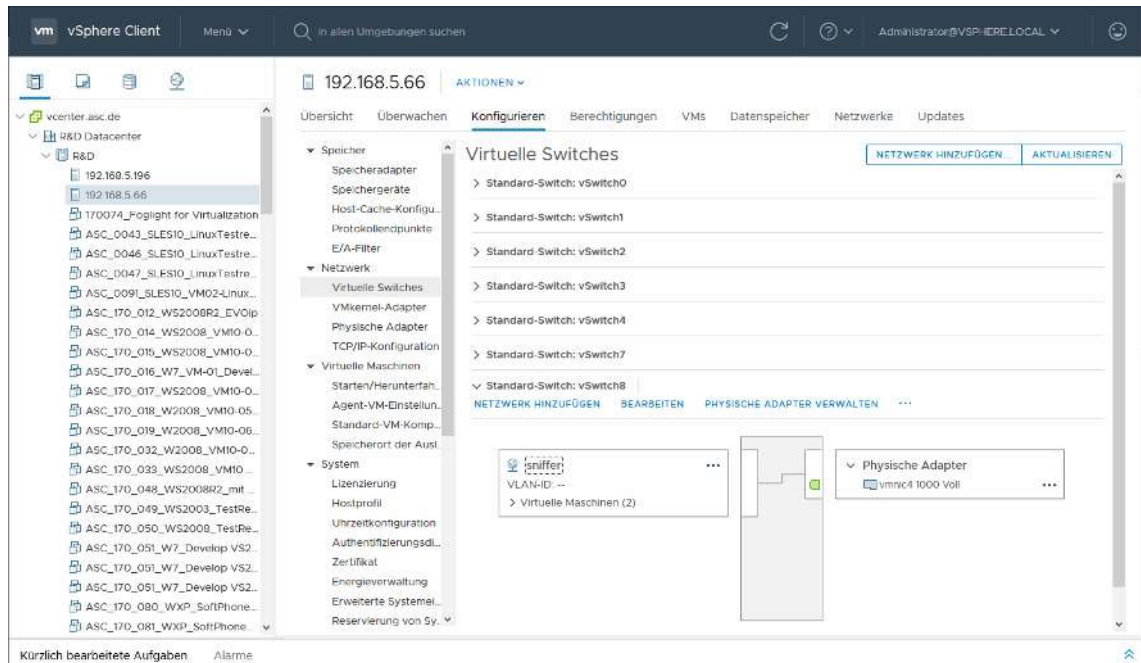 vm vSphere Client Menü In allen Umgebungen suchen Administrator@VSPHERE.LOCAL
192.168.5.66 AKTIONEN
Übersicht Überwachen Konfigurieren Berechtigungen VMs Datenspeicher Netzwerke Updates
vcenter.asc.de
R&D Datacenter
R&D
192.168.5.196
192.168.5.66
170074_Foglight for Virtualization
ASC_0043_SLES10_LinuxTestre...
ASC_0046_SLES10_LinuxTestre...
ASC_0047_SLES10_LinuxTestre...
ASC_0091_SLES10_VM02-Linux...
ASC_170_012_WS2008R2_EVOip
ASC_170_014_WS2008_VM10-0...
ASC_170_015_WS2008_VM10-0...
ASC_170_016_W7_VM-01_Devel...
ASC_170_017_WS2008_VM10-0...
ASC_170_018_W2008_VM10-05...
ASC_170_019_W2008_VM10-06...
ASC_170_032_W2008_VM10-0...
ASC_170_033_WS2008_VM10 ...
ASC_170_048_WS2008R2_mit ...
ASC_170_049_WS2003_TestRe...
ASC_170_050_WS2008_TestRe...
ASC_170_051_W7_Develop VS2...
ASC_170_051_W7_Develop VS2...
ASC_170_051_W7_Develop VS2...
ASC_170_080_WXP_SoftPhone...
ASC_170_081_WXP_SoftPhone...
Speicher
Speicheradapter
Speichergeräte
Host-Cache-Konfigu...
Protokollendpunkte
E/A-Filter
Netzwerk
Virtuelle Switches
VMkernel-Adapter
Physische Adapter
TCP/IP-Konfiguration
Virtuelle Maschinen
Starten/Herunterfah...
Agent-VM-Einstellun...
Standard-VM-Komp...
Speicherort der Ausl...
System
Lizenzierung
Hostprofil
Uhrzeitkonfiguration
Authentifizierungsdi...
Zertifikat
Energieverwaltung
Erweiterte Systemei...
Reservierung von Sy...
Virtuelle Switches
NETZWERK HINZUFÜGEN... AKTUALISIEREN
Standard-Switch: vSwitch0
Standard-Switch: vSwitch1
Standard-Switch: vSwitch2
Standard-Switch: vSwitch3
Standard-Switch: vSwitch4
Standard-Switch: vSwitch7
Standard-Switch: vSwitch8
NETZWERK HINZUFÜGEN BEARBEITEN PHYSISCHE ADAPTER VERWALTEN ...
sniffer ...
VLAN-ID: --
Virtuelle Maschinen (2)
Physische Adapter
vmnic4 1000 Voll ...
Kürzlich bearbeitete Aufgaben Alarme